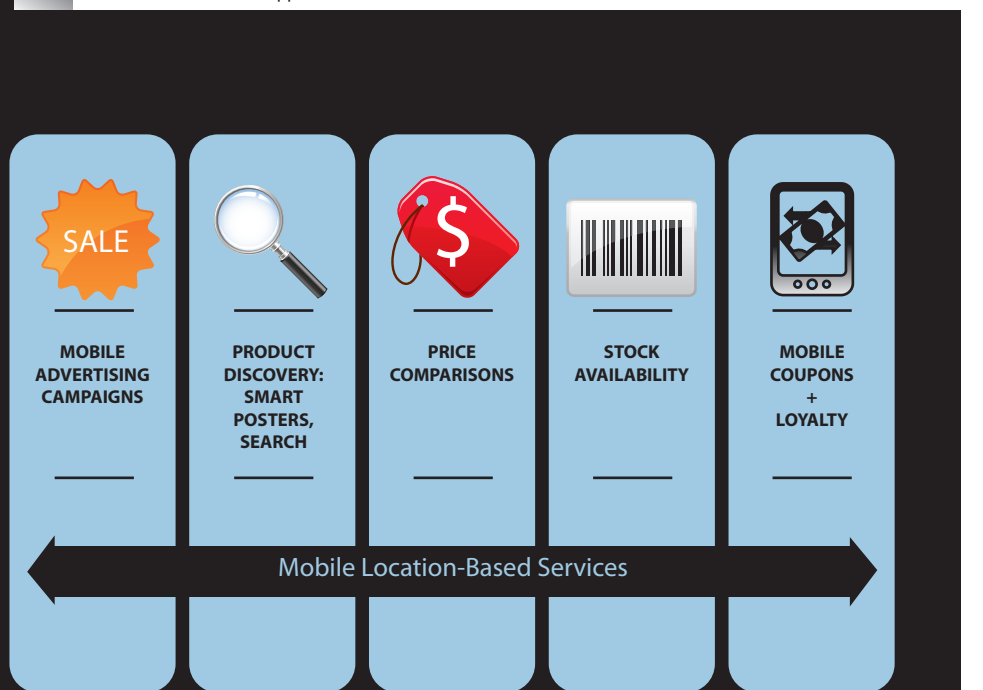 SALE
$
MOBILE
ADVERTISING
CAMPAIGNS
PRODUCT
DISCOVERY:
SMART
POSTERS,
SEARCH
PRICE
COMPARISONS
STOCK
AVAILABILITY
MOBILE
COUPONS
+
LOYALTY
Mobile Location-Based Services